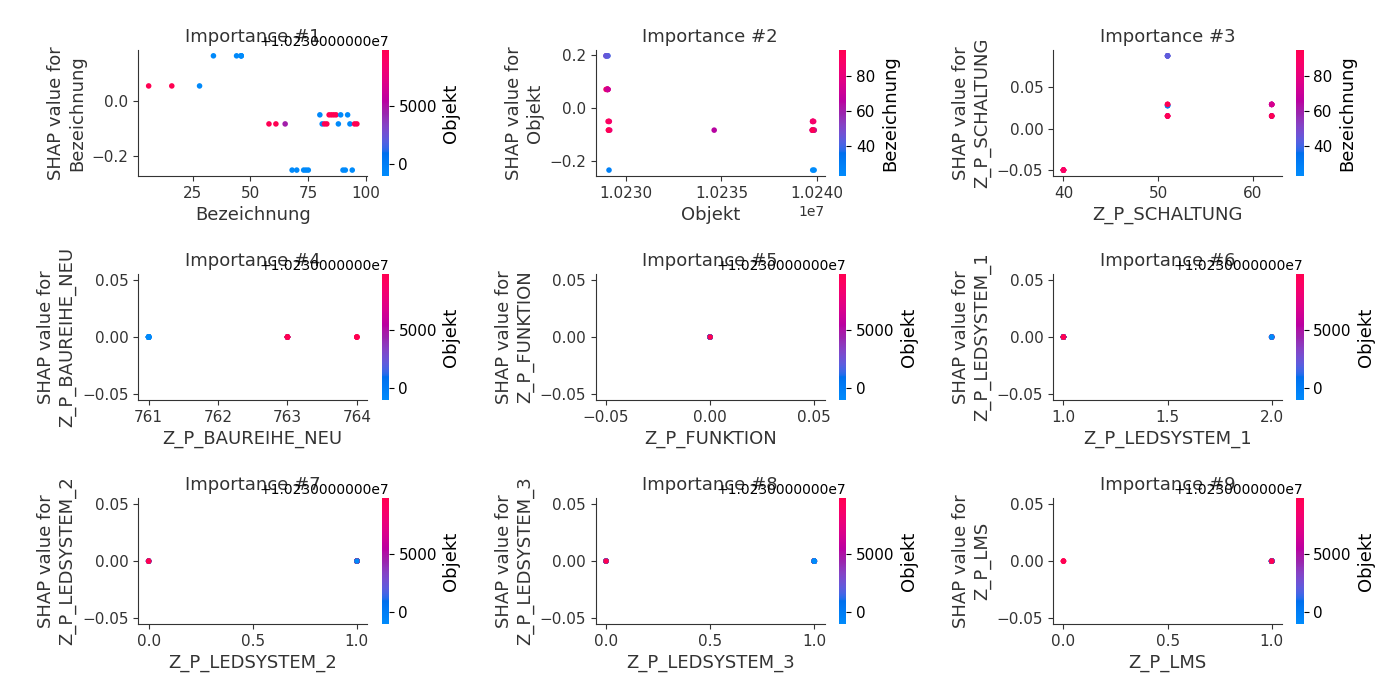 Importance #1
+1.0230000000e7
SHAP value for
Bezeichnung
0.0
−0.2
25
50
75
100
Bezeichnung
5000
0
Objekt
Importance #2
SHAP value for
Objekt
0.2
0.0
−0.2
1.0230
1.0235
1.0240
1e7
Objekt
80
60
40
Bezeichnung
Importance #3
SHAP value for
Z_P_SCHALTUNG
0.05
0.00
−0.05
40
50
60
Z_P_SCHALTUNG
80
60
40
Bezeichnung
Importance #4
+1.0230000000e7
SHAP value for
Z_P_BAUREIHE_NEU
0.05
0.00
−0.05
761
762
763
764
Z_P_BAUREIHE_NEU
5000
0
Objekt
Importance #5
+1.0230000000e7
SHAP value for
Z_P_FUNKTION
0.05
0.00
−0.05
−0.05
0.00
0.05
Z_P_FUNKTION
5000
0
Objekt
Importance #6
+1.0230000000e7
SHAP value for
Z_P_LEDSYSTEM_1
0.05
0.00
−0.05
1.0
1.5
2.0
Z_P_LEDSYSTEM_1
5000
0
Objekt
Importance #7
+1.0230000000e7
SHAP value for
Z_P_LEDSYSTEM_2
0.05
0.00
−0.05
0.0
0.5
1.0
Z_P_LEDSYSTEM_2
5000
0
Objekt
Importance #8
+1.0230000000e7
SHAP value for
Z_P_LEDSYSTEM_3
0.05
0.00
−0.05
0.0
0.5
1.0
Z_P_LEDSYSTEM_3
5000
0
Objekt
Importance #9
+1.0230000000e7
SHAP value for
Z_P_LMS
0.05
0.00
−0.05
0.0
0.5
1.0
Z_P_LMS
5000
0
Objekt